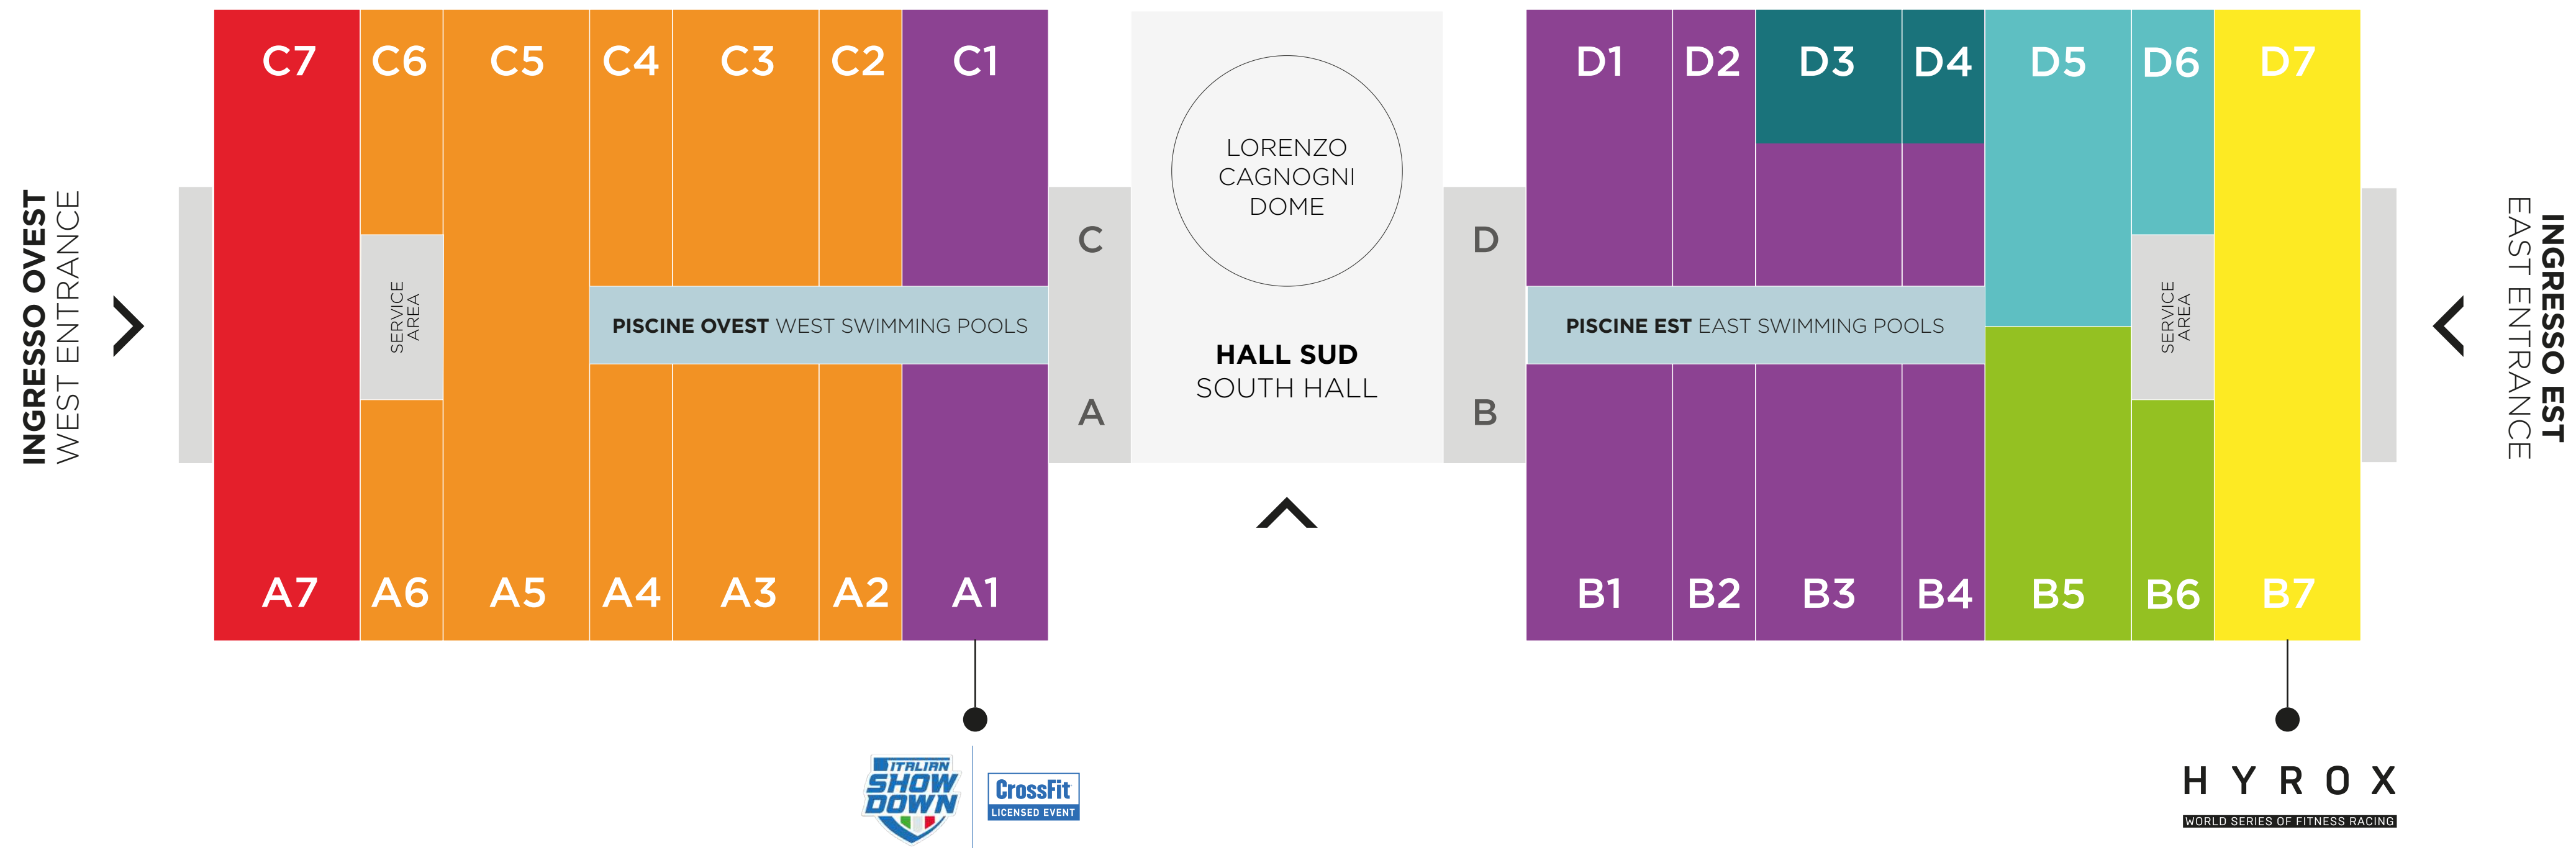 C7 C6 C5 C4 C3 C2 C1
D1 D2 D3 D4 D5 D6 D7
LORENZO
CAGNOGNI
DOME
INGRESSO OVEST
WEST ENTRANCE
SERVICE
AREA
PISCINE OVEST WEST SWIMMING POOLS
C
A
HALL SUD
SOUTH HALL
D
B
PISCINE EST EAST SWIMMING POOLS
SERVICE
AREA
INGRESSO EST
EAST ENTRANCE
A7 A6 A5 A4 A3 A2 A1
B1 B2 B3 B4 B5 B6 B7
ITALIAN
SHOW
DOWN
CrossFit
LICENSED EVENT
HYROX
WORLD SERIES OF FITNESS RACING